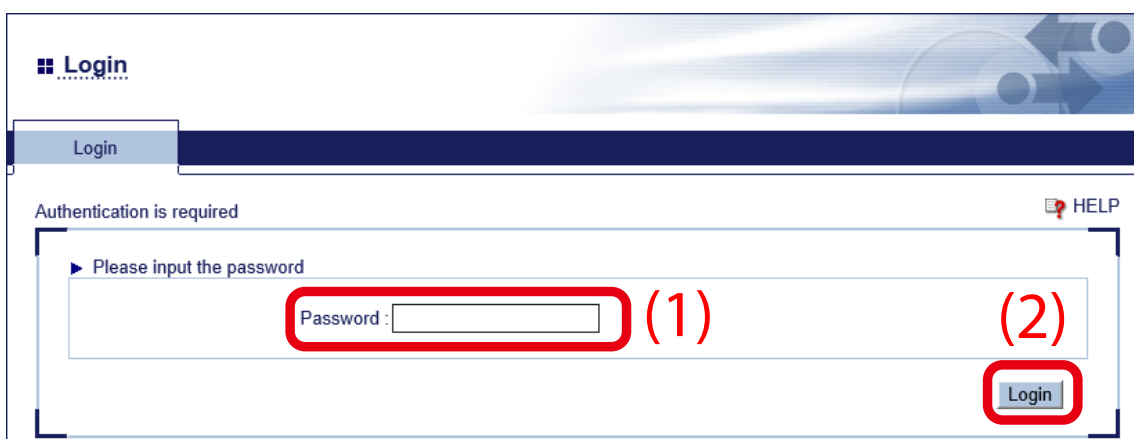 Login
Login
Authentication is required
HELP
Please input the password
Password :
(1)
(2)
Login